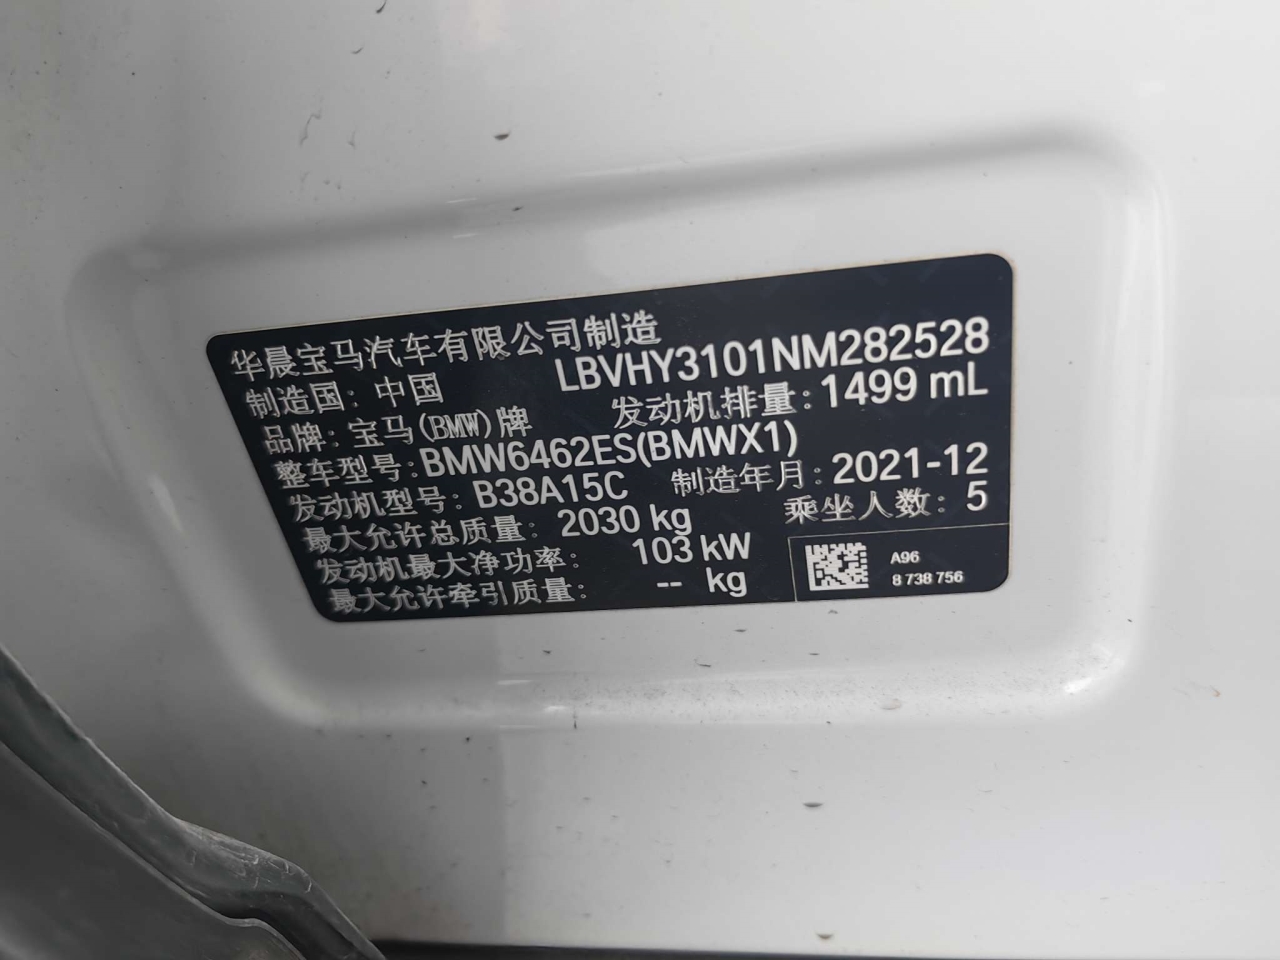 华晨宝马汽车有限公司制造
LBVHY3101NM282528
制造国：中国
发动机排量：1499 mL
品牌：宝马(BMW)牌
整车型号：BMW6462ES(BMWX1)
制造年月：2021-12
发动机型号：B38A15C
乘坐人数：5
最大允许总质量：2030 kg
发动机最大净功率：103 kW
最大允许牵引质量：-- kg
A96
8 738 756